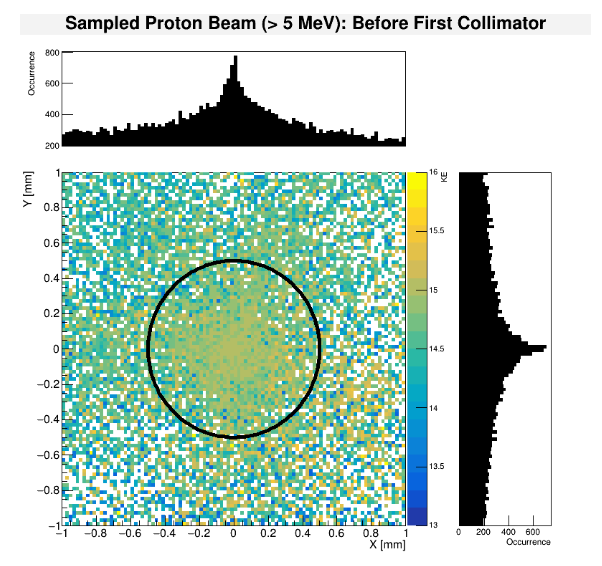 Sampled Proton Beam (> 5 MeV): Before First Collimator
Occurrence
800
600
400
200
Y [mm]
1
0.8
0.6
0.4
0.2
0
−0.2
−0.4
−0.6
−0.8
−1
−1 −0.8 −0.6 −0.4 −0.2 0 0.2 0.4 0.6 0.8 1
X [mm]
KE
16
15.5
15
14.5
14
13.5
13
0 200 400 600
Occurrence